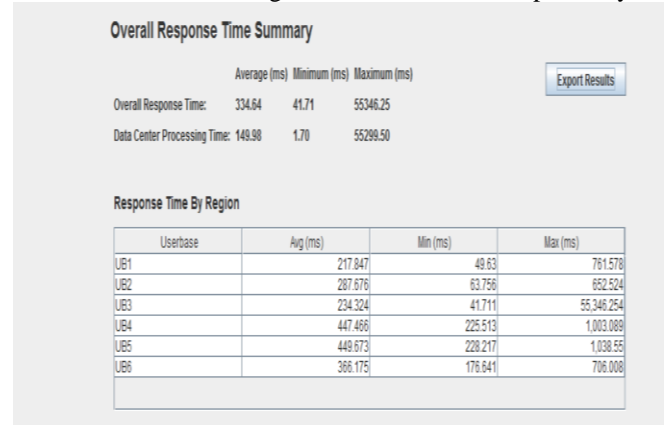 Overall Response Time Summary
Average (ms) Minimum (ms) Maximum (ms)
Export Results
Overall Response Time: 334.64 41.71 55346.25
Data Center Processing Time: 149.98 1.70 55299.50
Response Time By Region
Userbase Avg (ms) Min (ms) Max (ms)
UB1 217.847 49.63 761.578
UB2 287.676 63.756 652.524
UB3 234.324 41.711 55,346.254
UB4 447.466 225.513 1,003.089
UB5 449.673 228.217 1,038.55
UB6 366.175 176.641 706.008